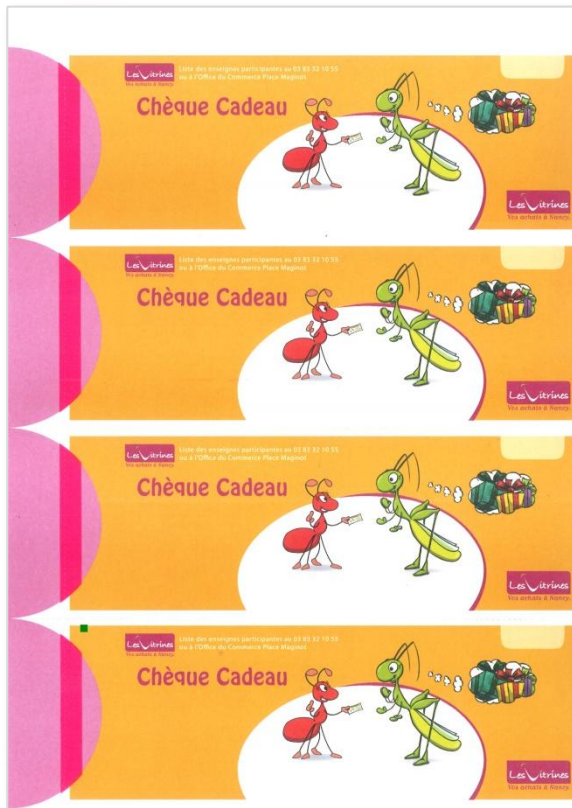 Les Vitrines
Vos achats à Nancy.
Liste des enseignes participantes au 03 83 32 10 55
ou à l'Office du Commerce Place Maginot
Chèque Cadeau
Les Vitrines
Vos achats à Nancy.
Les Vitrines
Vos achats à Nancy.
Liste des enseignes participantes au 03 83 32 10 55
ou à l'Office du Commerce Place Maginot
Chèque Cadeau
Les Vitrines
Vos achats à Nancy.
Les Vitrines
Vos achats à Nancy.
Liste des enseignes participantes au 03 83 32 10 55
ou à l'Office du Commerce Place Maginot
Chèque Cadeau
Les Vitrines
Vos achats à Nancy.
Les Vitrines
Vos achats à Nancy.
Liste des enseignes participantes au 03 83 32 10 55
ou à l'Office du Commerce Place Maginot
Chèque Cadeau
Les Vitrines
Vos achats à Nancy.